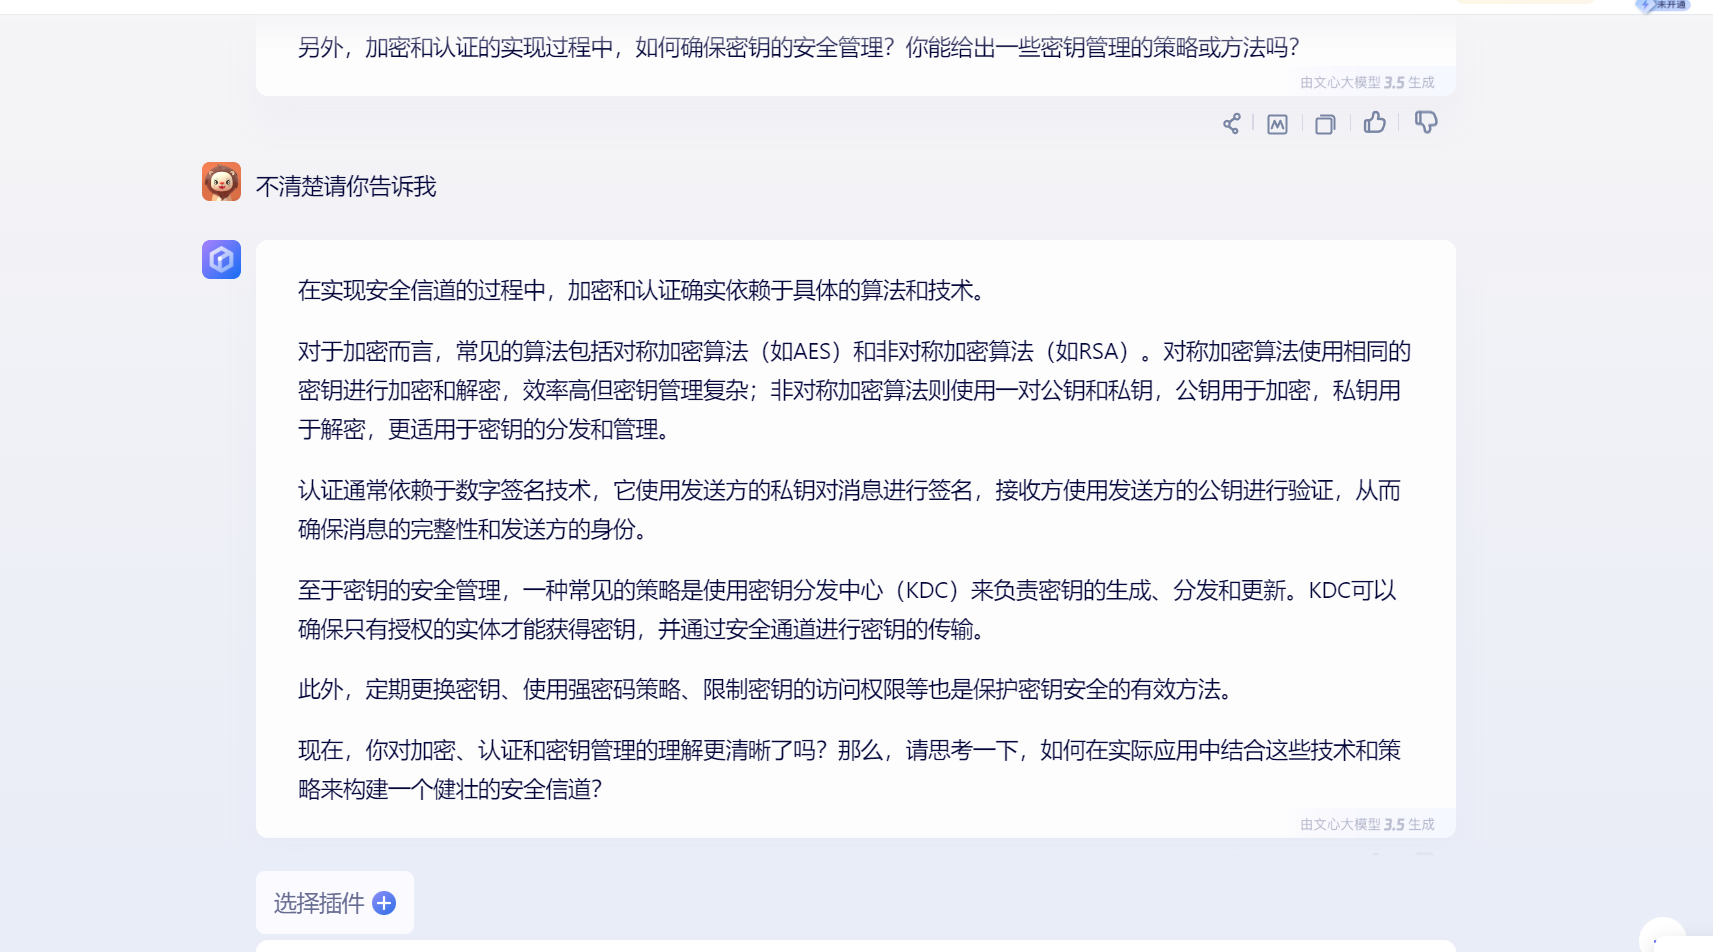 未开通
另外，加密和认证的实现过程中，如何确保密钥的安全管理？你能给出一些密钥管理的策略或方法吗？
由文心大模型 3.5 生成
不清楚请你告诉我
在实现安全信道的过程中，加密和认证确实依赖于具体的算法和技术。
对于加密而言，常见的算法包括对称加密算法（如AES）和非对称加密算法（如RSA）。对称加密算法使用相同的
密钥进行加密和解密，效率高但密钥管理复杂；非对称加密算法则使用一对公钥和私钥，公钥用于加密，私钥用
于解密，更适用于密钥的分发和管理。
认证通常依赖于数字签名技术，它使用发送方的私钥对消息进行签名，接收方使用发送方的公钥进行验证，从而
确保消息的完整性和发送方的身份。
至于密钥的安全管理，一种常见的策略是使用密钥分发中心（KDC）来负责密钥的生成、分发和更新。KDC可以
确保只有授权的实体才能获得密钥，并通过安全通道进行密钥的传输。
此外，定期更换密钥、使用强密码策略、限制密钥的访问权限等也是保护密钥安全的有效方法。
现在，你对加密、认证和密钥管理的理解更清晰了吗？那么，请思考一下，如何在实际应用中结合这些技术和策
略来构建一个健壮的安全信道？
由文心大模型 3.5 生成
选择插件